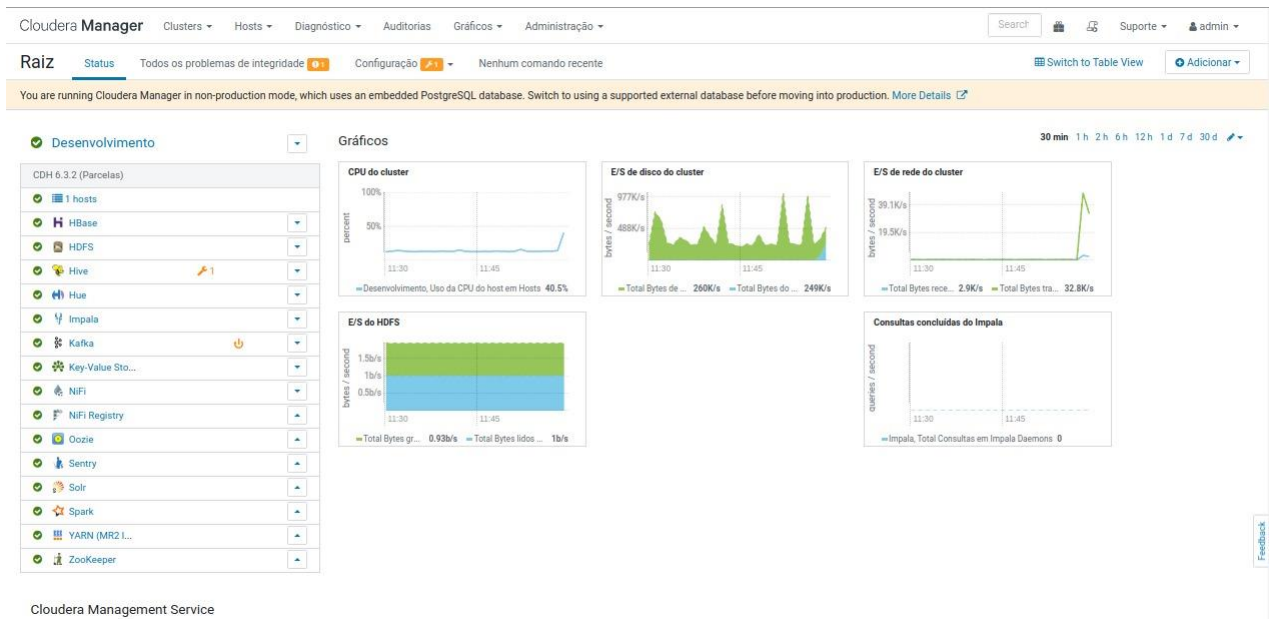 Cloudera Manager Clusters Hosts Diagnóstico Auditorias Gráficos Administração Search Suporte admin
Raiz Status Todos os problemas de integridade 1 Configuração 1 Nenhum comando recente Switch to Table View Adicionar
You are running Cloudera Manager in non-production mode, which uses an embedded PostgreSQL database. Switch to using a supported external database before moving into production. More Details
Desenvolvimento
CDH 6.3.2 (Parcelas)
1 hosts
HBase
HDFS
Hive 1
Hue
Impala
Kafka
Key-Value Sto...
NiFi
NiFi Registry
Oozie
Sentry
Solr
Spark
YARN (MR2 I...
ZooKeeper
Cloudera Management Service
Gráficos
30 min 1 h 2 h 6 h 12 h 1 d 7 d 30 d
CPU do cluster
percent
100%
50%
11:30 11:45
Desenvolvimento, Uso da CPU do host em Hosts 40.5%
E/S de disco do cluster
bytes / second
977K/s
488K/s
11:30 11:45
Total Bytes de ... 260K/s Total Bytes do ... 249K/s
E/S de rede do cluster
bytes / second
39.1K/s
19.5K/s
11:30 11:45
Total Bytes rece... 2.9K/s Total Bytes tra... 32.8K/s
E/S do HDFS
bytes / second
1.5b/s
1b/s
0.5b/s
11:30 11:45
Total Bytes gr... 0.93b/s Total Bytes lidos ... 1b/s
Consultas concluídas do Impala
queries / second
11:30 11:45
Impala, Total Consultas em Impala Daemons 0
Feedback